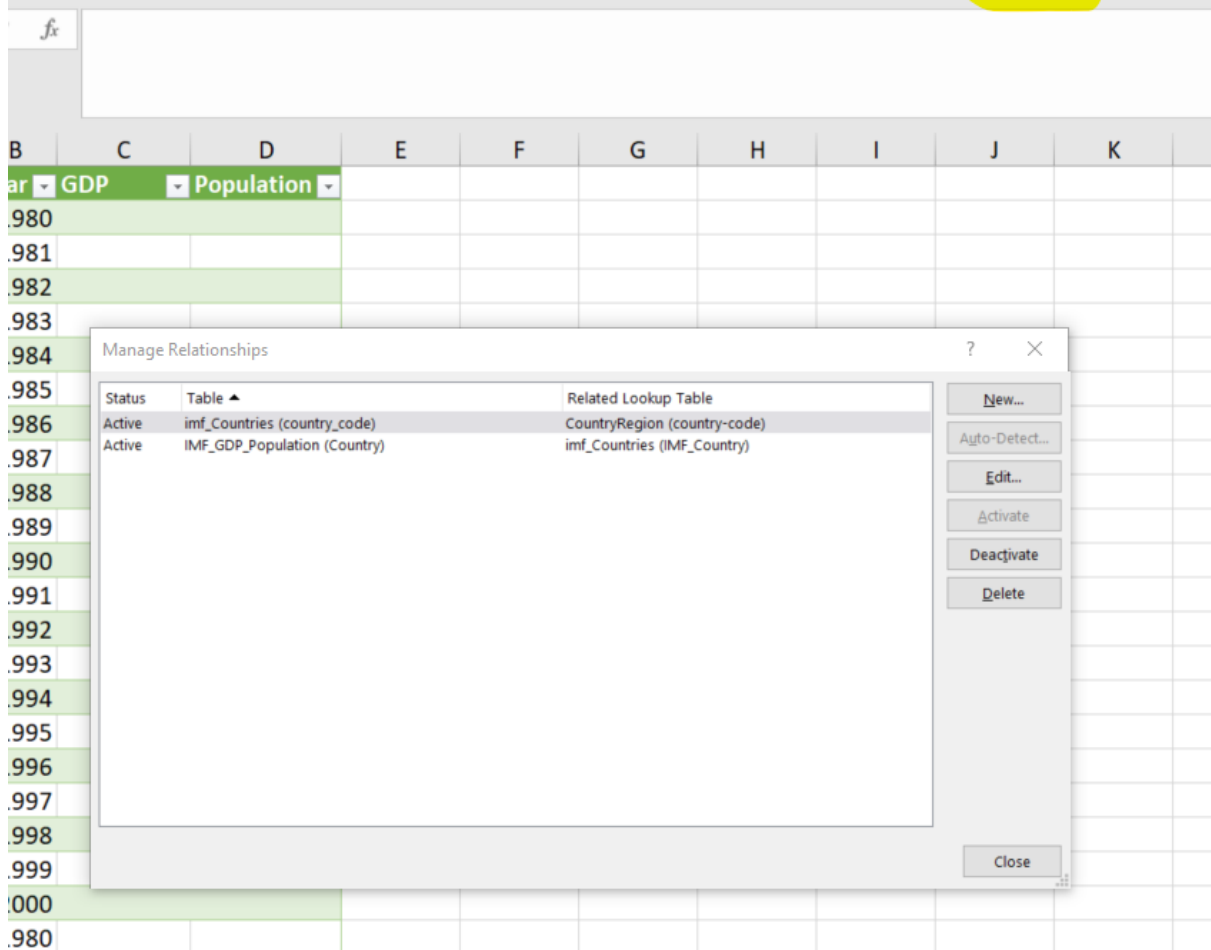 fx
B C D E F G H I J K
ar GDP Population
.980
.981
.982
.983
.984
.985
.986
.987
.988
.989
.990
.991
.992
.993
.994
.995
.996
.997
.998
.999
:000
.980
Manage Relationships ?
Status Table Related Lookup Table
Active imf_Countries (country_code) CountryRegion (country-code)
Active IMF_GDP_Population (Country) imf_Countries (IMF_Country)
New...
Auto-Detect...
Edit...
Activate
Deactivate
Delete
Close